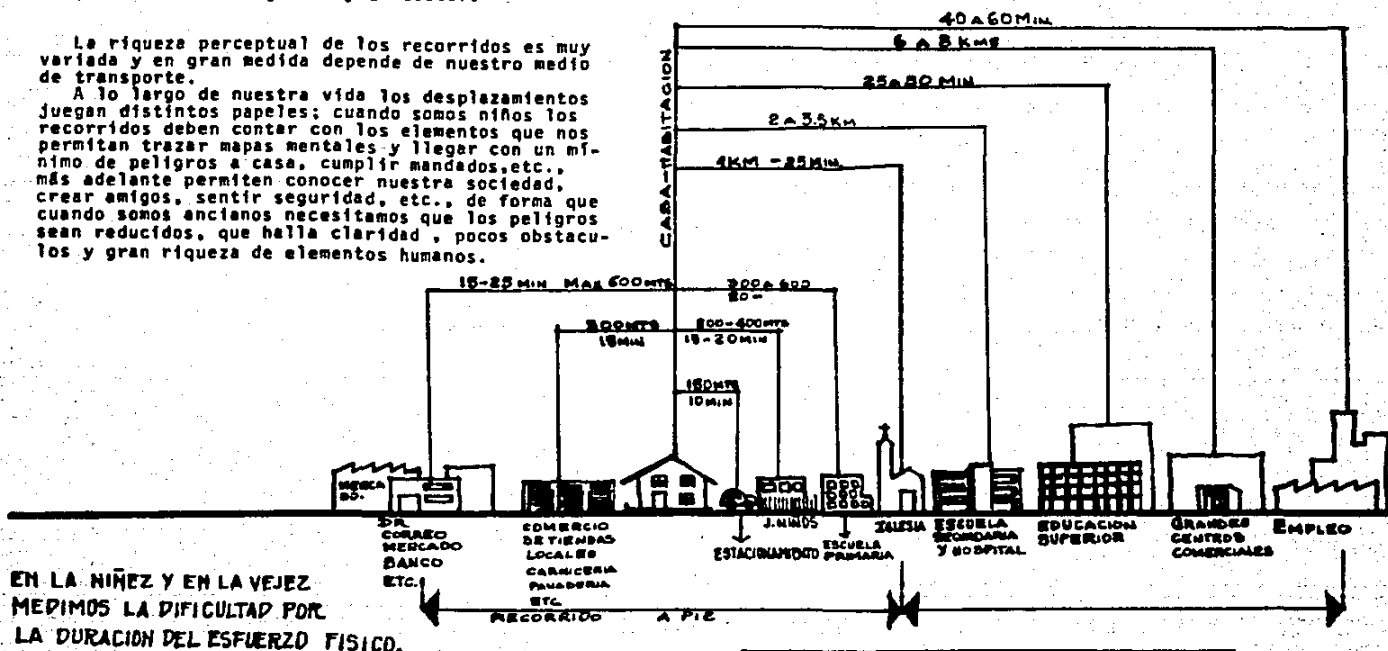 La riqueza perceptual de los recorridos es muy
variada y en gran medida depende de nuestro medio
de transporte.
A lo largo de nuestra vida los desplazamientos
juegan distintos papeles; cuando somos niños los
recorridos deben contar con los elementos que nos
permitan trazar mapas mentales y llegar con un mí-
nimo de peligros a casa, cumplir mandados,etc.,
más adelante permiten conocer nuestra sociedad,
crear amigos, sentir seguridad, etc., de forma que
cuando somos ancianos necesitamos que los peligros
sean reducidos, que halla claridad , pocos obstacu-
los y gran riqueza de elementos humanos.
40 A 60 MIN
6 A 8 KMS
MIN
2 A 3.5 KM
KM - 25 MIN
CASA-HABITACION
15-25 MIN MAX 600 MTS
A 600
MTS
15 MIN
-400 MTS
15-20 MIN
150 MTS
10 MIN
MERCA
DO.
DR.
CORREO
MERCADO
BANCO
ETC.
COMERCIO
DE TIENDAS
LOCALES
CARNICERIA
PANADERIA
ETC
ESTACIONAMIENTO
J. NIÑOS
ESCUELA
PRIMARIA
IGLESIA
ESCUELA
SECUNDARIA
Y HOSPITAL
EDUCACION
SUPERIOR
GRANDES
CENTROS
COMERCIALES
EMPLEO
RECORRIDO A PIE
EN LA NIÑEZ Y EN LA VEJEZ
MEDIMOS LA DIFICULTAD POR
LA DURACION DEL ESFUERZO FISICO.